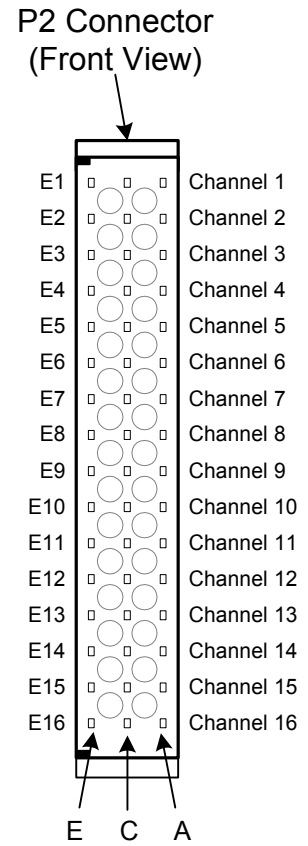 P2 Connector
(Front View)
E1 Channel 1
E2 Channel 2
E3 Channel 3
E4 Channel 4
E5 Channel 5
E6 Channel 6
E7 Channel 7
E8 Channel 8
E9 Channel 9
E10 Channel 10
E11 Channel 11
E12 Channel 12
E13 Channel 13
E14 Channel 14
E15 Channel 15
E16 Channel 16
E C A